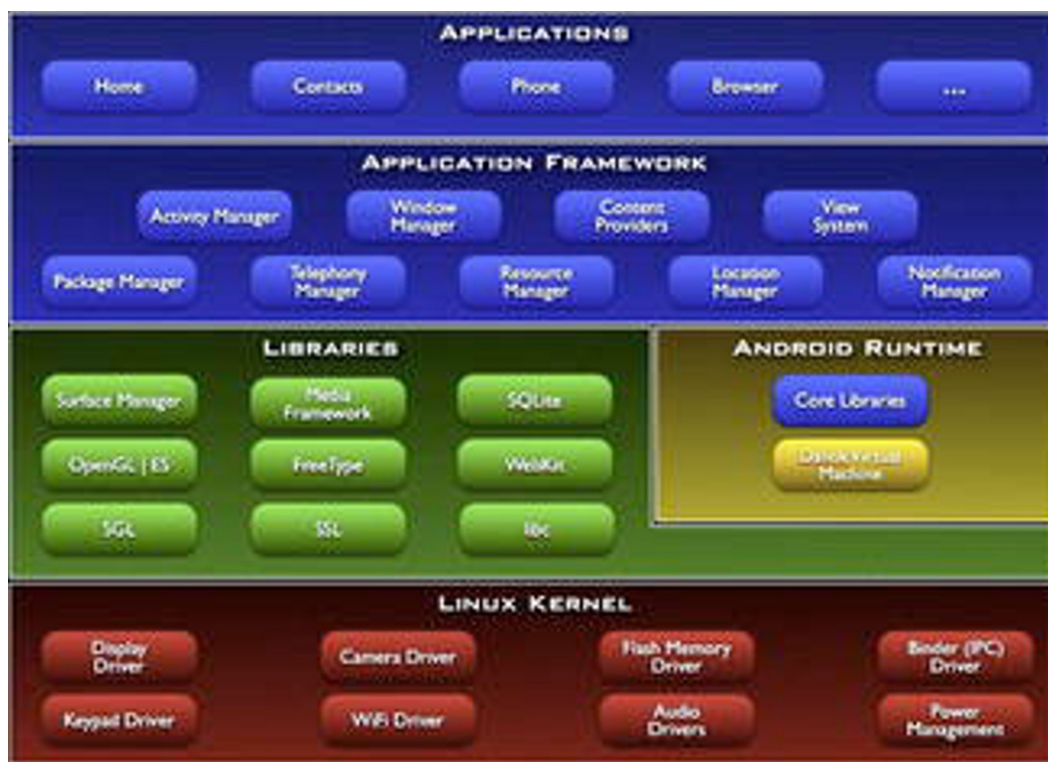 APPLICATIONS
Home
Contacts
Phone
Browser
...
APPLICATION FRAMEWORK
Activity Manager
Window
Manager
Content
Providers
View
System
Package Manager
Telephony
Manager
Resource
Manager
Location
Manager
Notification
Manager
LIBRARIES
Surface Manager
Media
Framework
SQLite
OpenGL | ES
FreeType
WebKit
SGL
SSL
libc
ANDROID RUNTIME
Core Libraries
Dalvik Virtual
Machine
LINUX KERNEL
Display
Driver
Camera Driver
Flash Memory
Driver
Binder (IPC)
Driver
Keypad Driver
WiFi Driver
Audio
Drivers
Power
Management